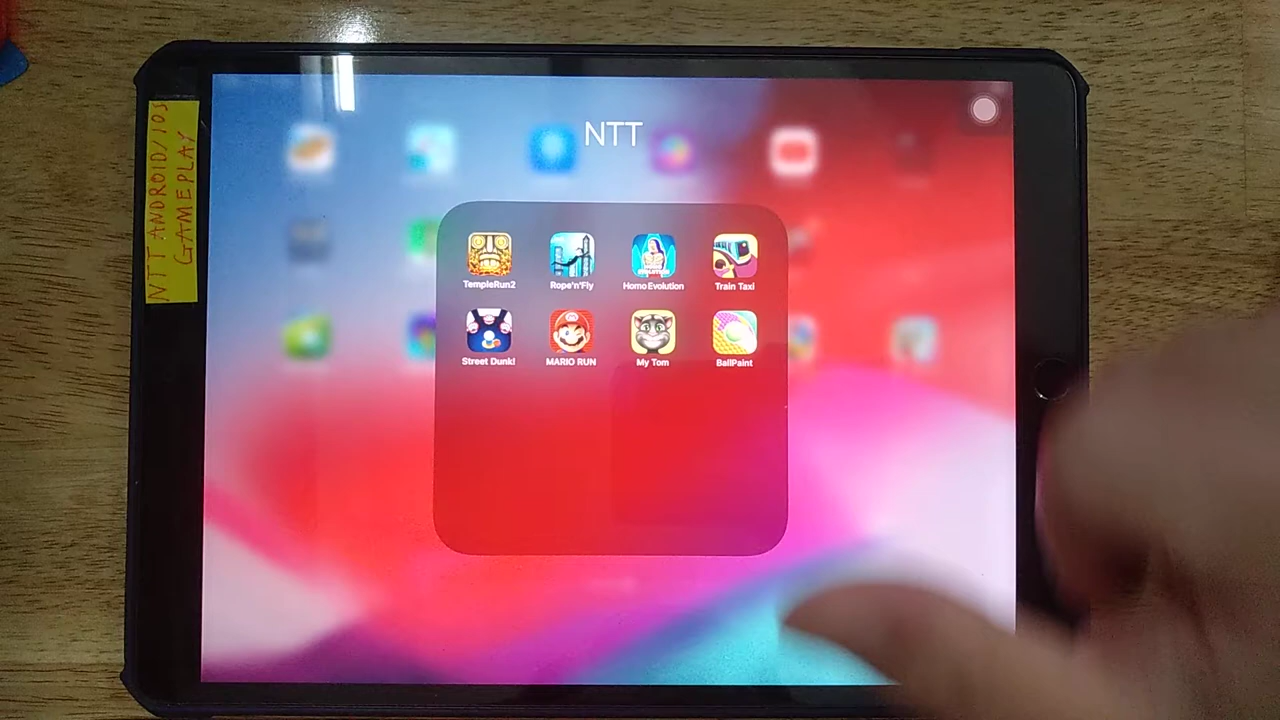 NTT ANDROID/IOS
GAMEPLAY
NTT
TempleRun2
Rope'n'Fly
Homo Evolution
Train Taxi
Street Dunk!
MARIO RUN
My Tom
BallPaint